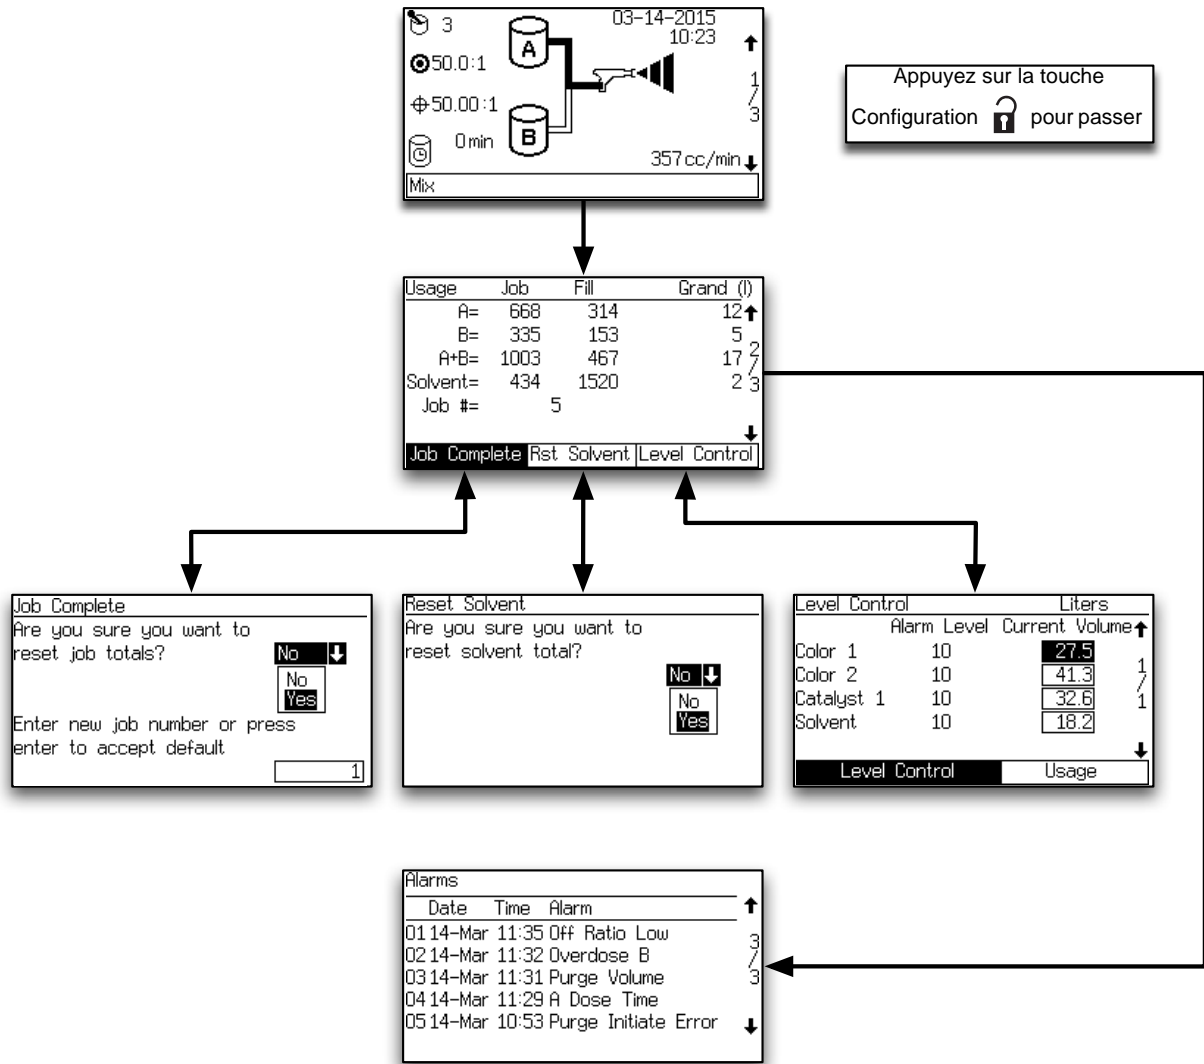 3
03-14-2015
10:23
A
50.0:1
1
/
3
50.00:1
0min
B
357cc/min
Mix
Appuyez sur la touche
Configuration pour passer
Usage Job Fill Grand (l)
A= 668 314 12
B= 335 153 5
A+B= 1003 467 17
Solvent= 434 1520 2
Job #= 5
2
/
3
Job Complete Rst Solvent Level Control
Job Complete
Are you sure you want to
reset job totals? No
No
Yes
Enter new job number or press
enter to accept default
1
Reset Solvent
Are you sure you want to
reset solvent total?
No
No
Yes
Level Control Liters
Alarm Level Current Volume
Color 1 10 27.5
Color 2 10 41.3
Catalyst 1 10 32.6
Solvent 10 18.2
1
/
1
Level Control Usage
Alarms
Date Time Alarm
01 14-Mar 11:35 Off Ratio Low
02 14-Mar 11:32 Overdose B
03 14-Mar 11:31 Purge Volume
04 14-Mar 11:29 A Dose Time
05 14-Mar 10:53 Purge Initiate Error
3
/
3